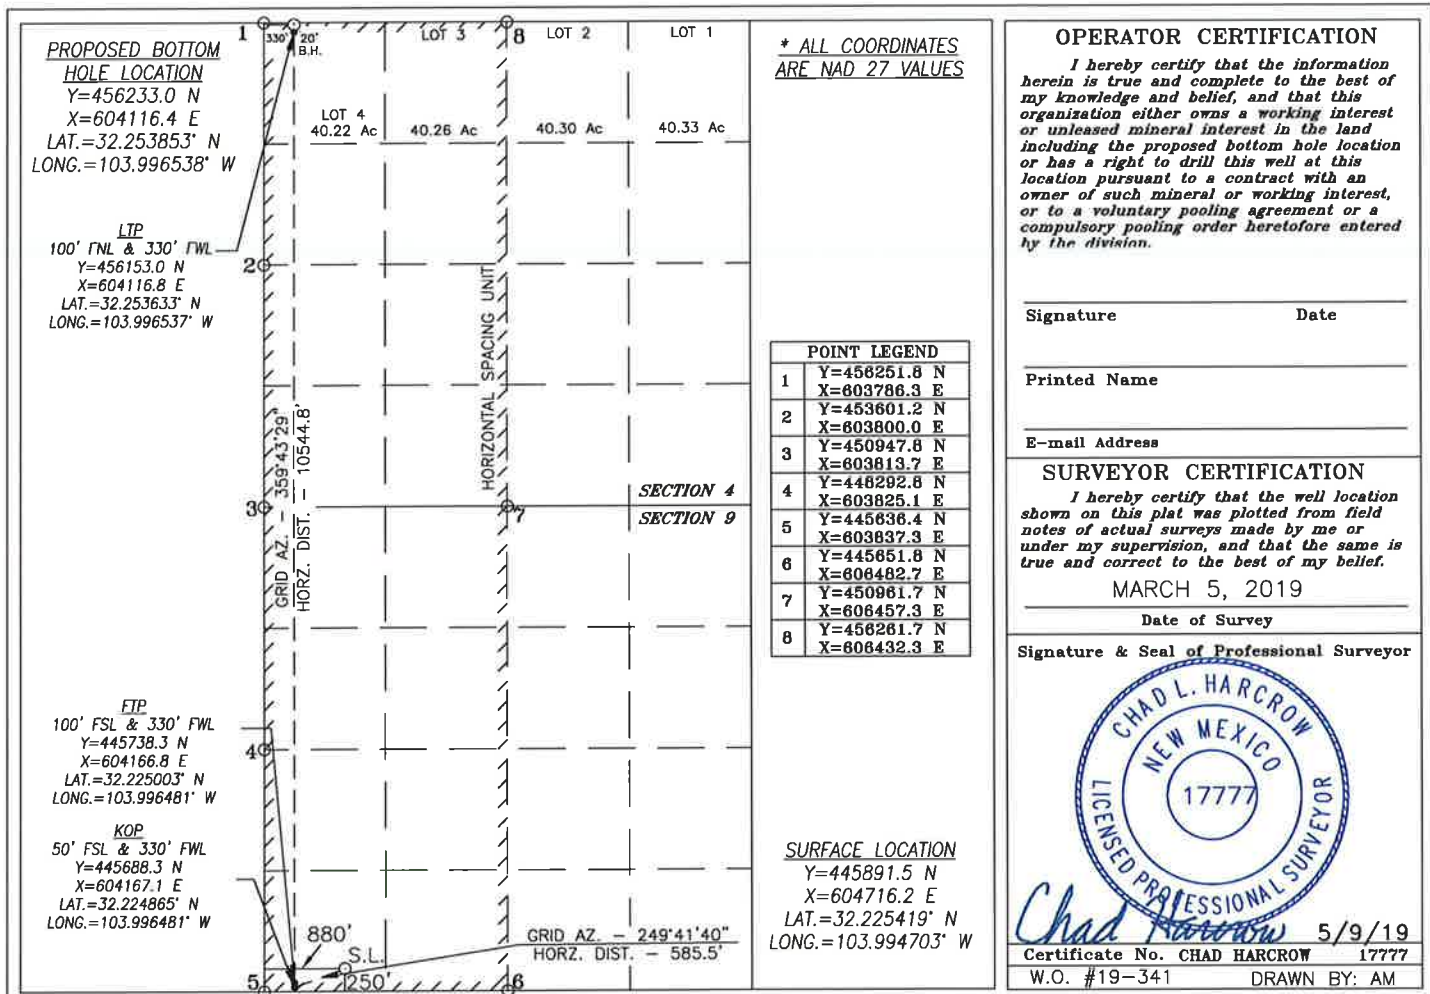 PROPOSED BOTTOM
HOLE LOCATION
Y=456233.0 N
X=604116.4 E
LAT.=32.253853° N
LONG.=103.996538° W
LTP
100' FNL & 330' FWL
Y=456153.0 N
X=604116.8 E
LAT.=32.253633° N
LONG.=103.996537° W
FTP
100' FSL & 330' FWL
Y=445738.3 N
X=604166.8 E
LAT.=32.225003° N
LONG.=103.996481° W
KOP
50' FSL & 330' FWL
Y=445688.3 N
X=604167.1 E
LAT.=32.224865° N
LONG.=103.996481° W
1
330'
20'
B.H.
LOT 3
8
LOT 2
LOT 1
LOT 4
40.22 Ac
40.26 Ac
40.30 Ac
40.33 Ac
2
HORIZONTAL SPACING UNIT
GRID AZ. - 359°43'29"
HORZ. DIST. - 10544.8'
3
7
SECTION 4
SECTION 9
4
880'
S.L.
250'
5
6
GRID AZ. - 249°41'40"
HORZ. DIST. - 585.5'
* ALL COORDINATES
ARE NAD 27 VALUES
POINT LEGEND
1 Y=456251.8 N
X=603786.3 E
2 Y=453601.2 N
X=603800.0 E
3 Y=450947.8 N
X=603813.7 E
4 Y=448292.8 N
X=603825.1 E
5 Y=445636.4 N
X=603837.3 E
6 Y=445651.8 N
X=606482.7 E
7 Y=450961.7 N
X=606457.3 E
8 Y=456261.7 N
X=606432.3 E
SURFACE LOCATION
Y=445891.5 N
X=604716.2 E
LAT.=32.225419° N
LONG.=103.994703° W
OPERATOR CERTIFICATION
I hereby certify that the information
herein is true and complete to the best of
my knowledge and belief, and that this
organization either owns a working interest
or unleased mineral interest in the land
including the proposed bottom hole location
or has a right to drill this well at this
location pursuant to a contract with an
owner of such mineral or working interest,
or to a voluntary pooling agreement or a
compulsory pooling order heretofore entered
by the division.
Signature Date
Printed Name
E-mail Address
SURVEYOR CERTIFICATION
I hereby certify that the well location
shown on this plat was plotted from field
notes of actual surveys made by me or
under my supervision, and that the same is
true and correct to the best of my belief.
MARCH 5, 2019
Date of Survey
Signature & Seal of Professional Surveyor
CHAD L. HARCROW
NEW MEXICO
17777
LICENSED PROFESSIONAL SURVEYOR
Chad Harcrow 5/9/19
Certificate No. CHAD HARCROW 17777
W.O. #19-341 DRAWN BY: AM